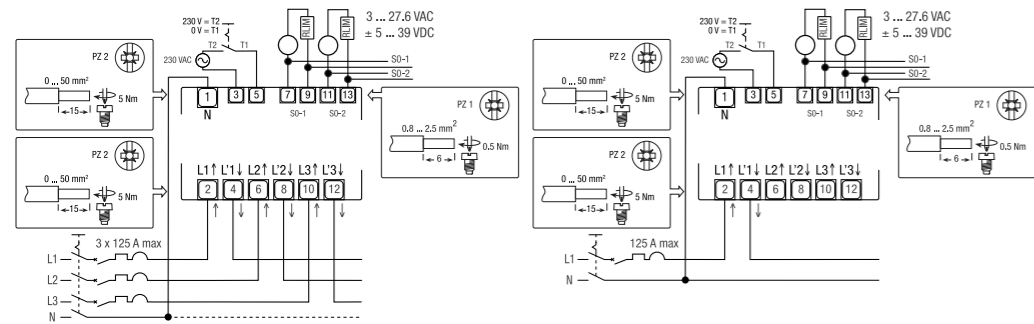 230 V = T2
0 V = T1
T2 T1
230 VAC
RLIM RLIM
3 ... 27.6 VAC
± 5 ... 39 VDC
S0-1
S0-2
PZ 2
0 ... 50 mm²
15
5 Nm
1 3 5 7 9 11 13
N S0-1 S0-2
PZ 1
0.8 ... 2.5 mm²
6
0.5 Nm
PZ 2
0 ... 50 mm²
15
5 Nm
L1↑ L'1↓ L2↑ L'2↓ L3↑ L'3↓
2 4 6 8 10 12
3 x 125 A max
L1
L2
L3
N
230 V = T2
0 V = T1
T2 T1
230 VAC
RLIM RLIM
3 ... 27.6 VAC
± 5 ... 39 VDC
S0-1
S0-2
PZ 2
0 ... 50 mm²
15
5 Nm
1 3 5 7 9 11 13
N S0-1 S0-2
PZ 1
0.8 ... 2.5 mm²
6
0.5 Nm
PZ 2
0 ... 50 mm²
15
5 Nm
L1↑ L'1↓ L2↑ L'2↓ L3↑ L'3↓
2 4 6 8 10 12
125 A max
L1
N